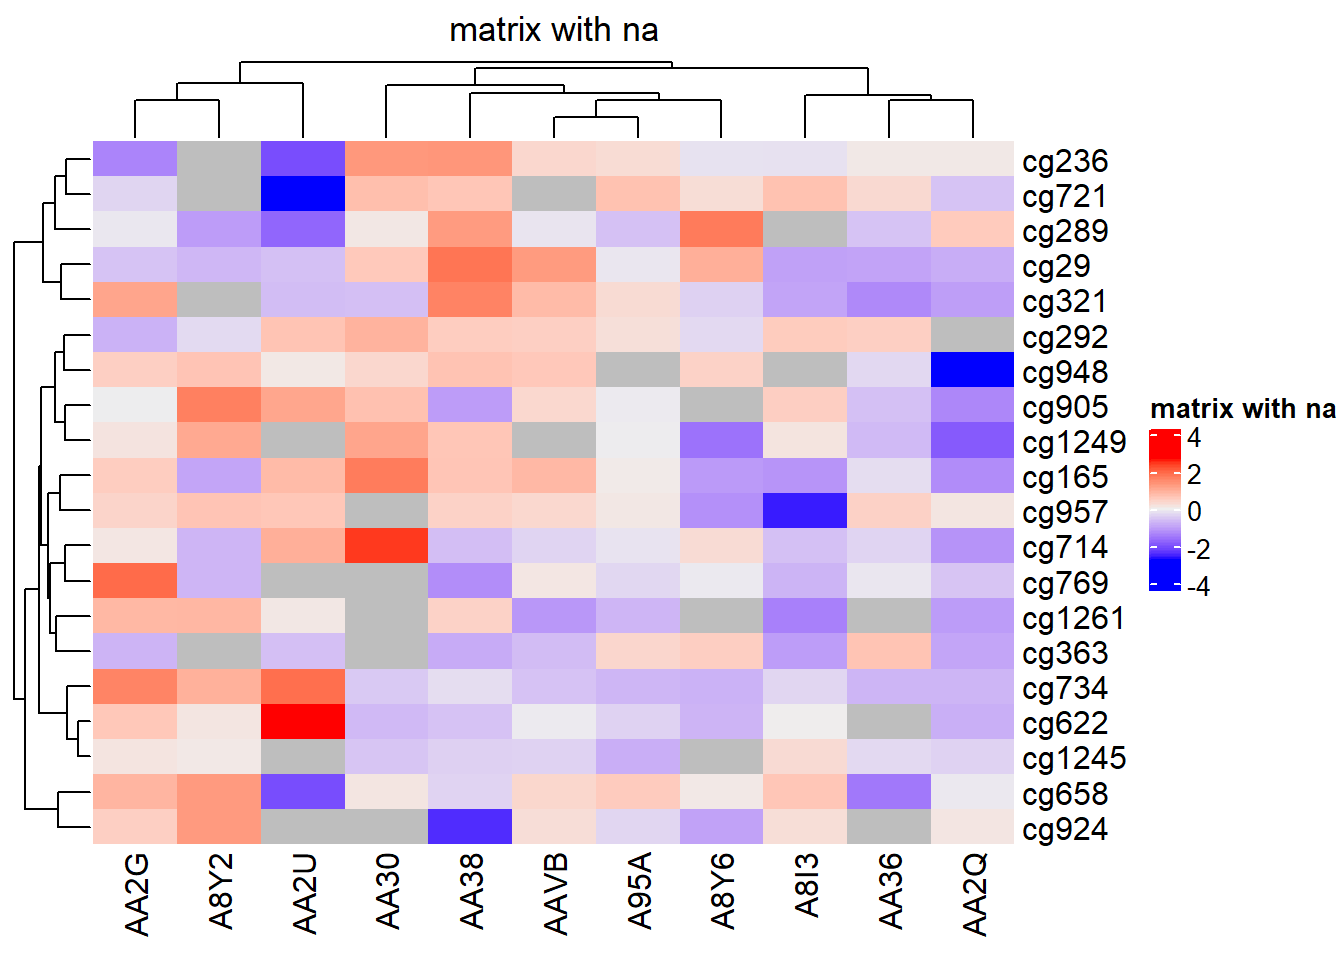 matrix with na
cg236
cg721
cg289
cg29
cg321
cg292
cg948
cg905
cg1249
cg165
cg957
cg714
cg769
cg1261
cg363
cg734
cg622
cg1245
cg658
cg924
AA2G
A8Y2
AA2U
AA30
AA38
AAVB
A95A
A8Y6
A8I3
AA36
AA2Q
matrix with na
4
2
0
-2
-4